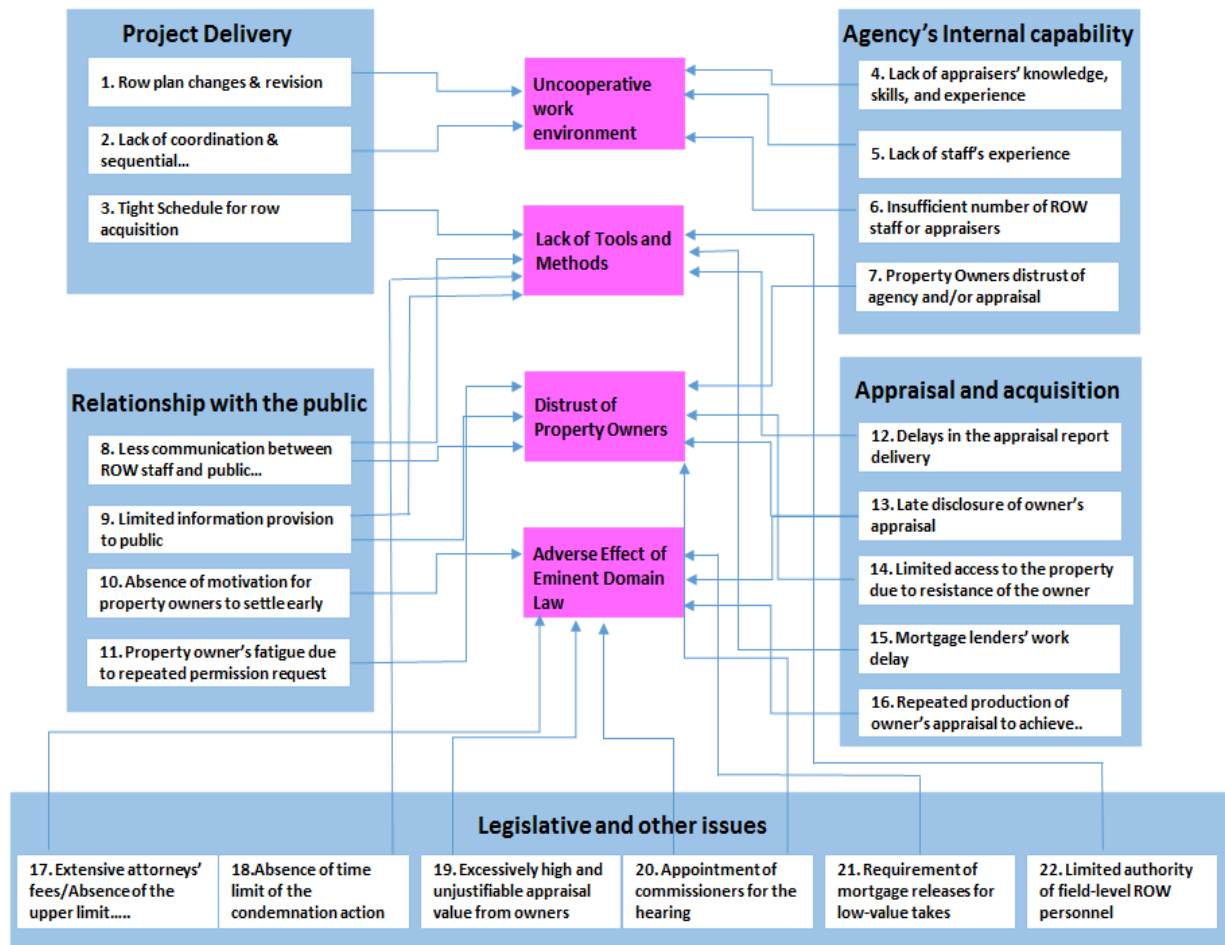 Project Delivery
1. Row plan changes & revision
2. Lack of coordination &
sequential...
3. Tight Schedule for row
acquisition
Uncooperative
work
environment
Lack of Tools and
Methods
Distrust of
Property Owners
Adverse Effect of
Eminent Domain
Law
Agency's Internal capability
4. Lack of appraisers' knowledge,
skills, and experience
5. Lack of staff's experience
6. Insufficient number of ROW
staff or appraisers
7. Property Owners distrust of
agency and/or appraisal
Relationship with the public
8. Less communication between
ROW staff and public...
9. Limited information provision
to public
10. Absence of motivation for
property owners to settle early
11. Property owner's fatigue due
to repeated permission request
Appraisal and acquisition
12. Delays in the appraisal report
delivery
13. Late disclosure of owner's
appraisal
14. Limited access to the property
due to resistance of the owner
15. Mortgage lenders' work
delay
16. Repeated production of
owner's appraisal to achieve..
Legislative and other issues
17. Extensive attorneys'
fees/Absence of the
upper limit.....
18.Absence of time
limit of the
condemnation action
19. Excessively high and
unjustifiable appraisal
value from owners
20. Appointment of
commissioners for the
hearing
21. Requirement of
mortgage releases for
low-value takes
22. Limited authority
of field-level ROW
personnel